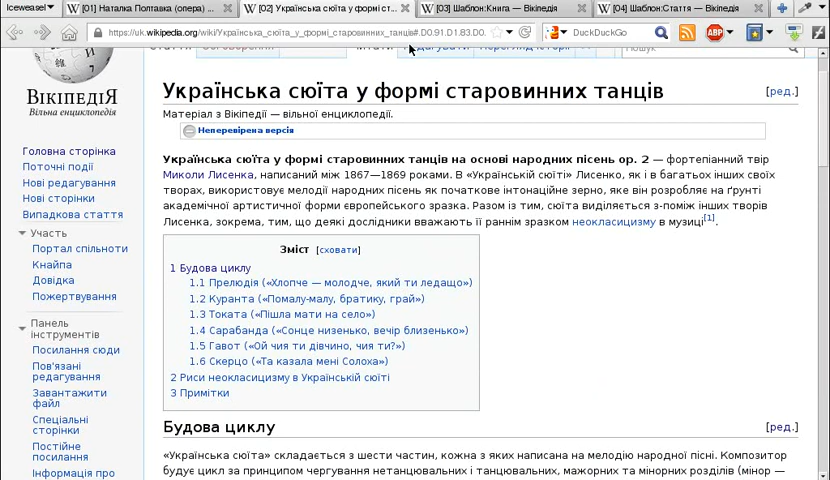 Iceweasel
[01] Наталка Полтавка (опера) ...
[02] Українська сюїта у формі ст...
[03] Шаблон:Книга — Вікіпедія
[04] Шаблон:Стаття — Вікіпедія
https://uk.wikipedia.org/wiki/Українська_сюїта_у_формі_старовинних_танців#.D0.91.D1.83.D0.
DuckDuckGo
ABP
ВІКІПЕДІЯ
Вільна енциклопедія
Головна сторінка
Поточні події
Нові редагування
Нові сторінки
Випадкова стаття
Участь
Портал спільноти
Кнайпа
Довідка
Пожертвування
Панель
інструментів
Посилання сюди
Пов'язані
редагування
Завантажити
файл
Спеціальні
сторінки
Постійне
посилання
Інформація про
Українська сюїта у формі старовинних танців
[ред.]
Матеріал з Вікіпедії — вільної енциклопедії.
Неперевірена версія
Українська сюїта у формі старовинних танців на основі народних пісень ор. 2 — фортепіанний твір
Миколи Лисенка, написаний між 1867—1869 роками. В «Українській сюїті» Лисенко, як і в багатьох інших своїх
творах, використовує мелодії народних пісень як початкове інтонаційне зерно, яке він розробляє на ґрунті
академічної артистичної форми європейського зразка. Разом із тим, сюїта виділяється з-поміж інших творів
Лисенка, зокрема, тим, що деякі дослідники вважають її раннім зразком неокласицизму в музиці[1].
Зміст [сховати]
1 Будова циклу
1.1 Прелюдія («Хлопче — молодче, який ти ледащо»)
1.2 Куранта («Помалу-малу, братику, грай»)
1.3 Токата («Пішла мати на село»)
1.4 Сарабанда («Сонце низенько, вечір близенько»)
1.5 Гавот («Ой чия ти дівчино, чия ти?»)
1.6 Скерцо («Та казала мені Солоха»)
2 Риси неокласицизму в Українській сюїті
3 Примітки
Будова циклу
[ред.]
«Українська сюїта» складається з шести частин, кожна з яких написана на мелодію народної пісні. Композитор
будує цикл за принципом чергування нетанцювальних і танцювальних, мажорних та мінорних розділів (мінор —